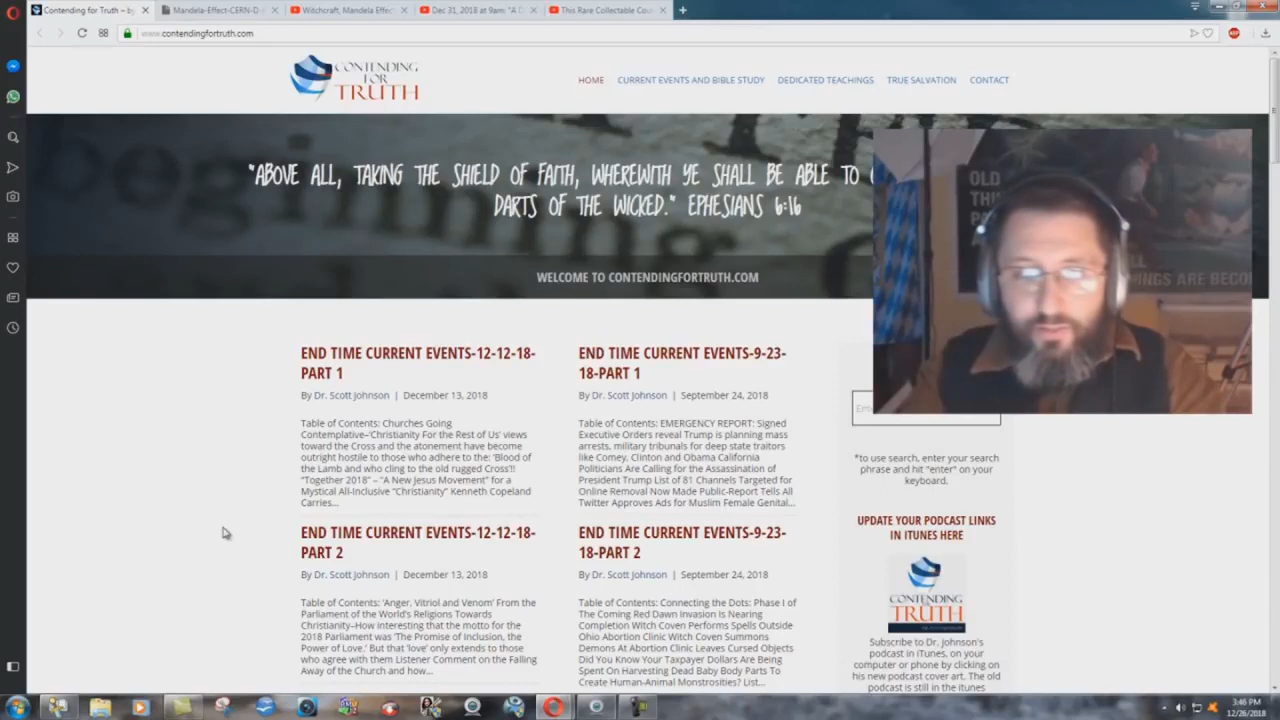 Contending for Truth – by
Mandela-Effect-CERN-D-
Witchcraft, Mandela Effec
Dec 31, 2018 at 9am: "A D
This Rare Collectable Cou
www.contendingfortruth.com
CONTENDING
FOR
TRUTH
HOME
CURRENT EVENTS AND BIBLE STUDY
DEDICATED TEACHINGS
TRUE SALVATION
CONTACT
"ABOVE ALL, TAKING THE SHIELD OF FAITH, WHEREWITH YE SHALL BE ABLE TO
DARTS OF THE WICKED." EPHESIANS 6:16
WELCOME TO CONTENDINGFORTRUTH.COM
OLD
ALL
THINGS ARE BECO
END TIME CURRENT EVENTS-12-12-18-
PART 1
By Dr. Scott Johnson | December 13, 2018
Table of Contents: Churches Going
Contemplative–'Christianity For the Rest of Us' views
toward the Cross and the atonement have become
outright hostile to those who adhere to the: 'Blood of
the Lamb and who cling to the old rugged Cross'!!
"Together 2018" – "A New Jesus Movement" for a
Mystical All-Inclusive "Christianity" Kenneth Copeland
Carries...
END TIME CURRENT EVENTS-12-12-18-
PART 2
By Dr. Scott Johnson | December 13, 2018
Table of Contents: 'Anger, Vitriol and Venom' From the
Parliament of the World's Religions Towards
Christianity–How interesting that the motto for the
2018 Parliament was 'The Promise of Inclusion, the
Power of Love.' But that 'love' only extends to those
who agree with them Listener Comment on the Falling
Away of the Church and how...
END TIME CURRENT EVENTS-9-23-
18-PART 1
By Dr. Scott Johnson | September 24, 2018
Table of Contents: EMERGENCY REPORT: Signed
Executive Orders reveal Trump is planning mass
arrests, military tribunals for deep state traitors
like Comey, Clinton and Obama California
Politicians Are Calling for the Assassination of
President Trump List of 81 Channels Targeted for
Online Removal Now Made Public-Report Tells All
Twitter Approves Ads for Muslim Female Genital...
END TIME CURRENT EVENTS-9-23-
18-PART 2
By Dr. Scott Johnson | September 24, 2018
Table of Contents: Connecting the Dots: Phase I of
The Coming Red Dawn Invasion Is Nearing
Completion Witch Coven Performs Spells Outside
Ohio Abortion Clinic Witch Coven Summons
Demons At Abortion Clinic Leaves Cursed Objects
Did You Know Your Taxpayer Dollars Are Being
Spent On Harvesting Dead Baby Body Parts To
Create Human-Animal Monstrosities? List...
*to use search, enter your search
phrase and hit "enter" on your
keyboard.
UPDATE YOUR PODCAST LINKS
IN ITUNES HERE
CONTENDING
TRUTH
Subscribe to Dr. Johnson's
podcast in iTunes, on your
computer or phone by clicking on
his new podcast cover art. The old
podcast is still in the itunes
3:46 PM
12/26/2018